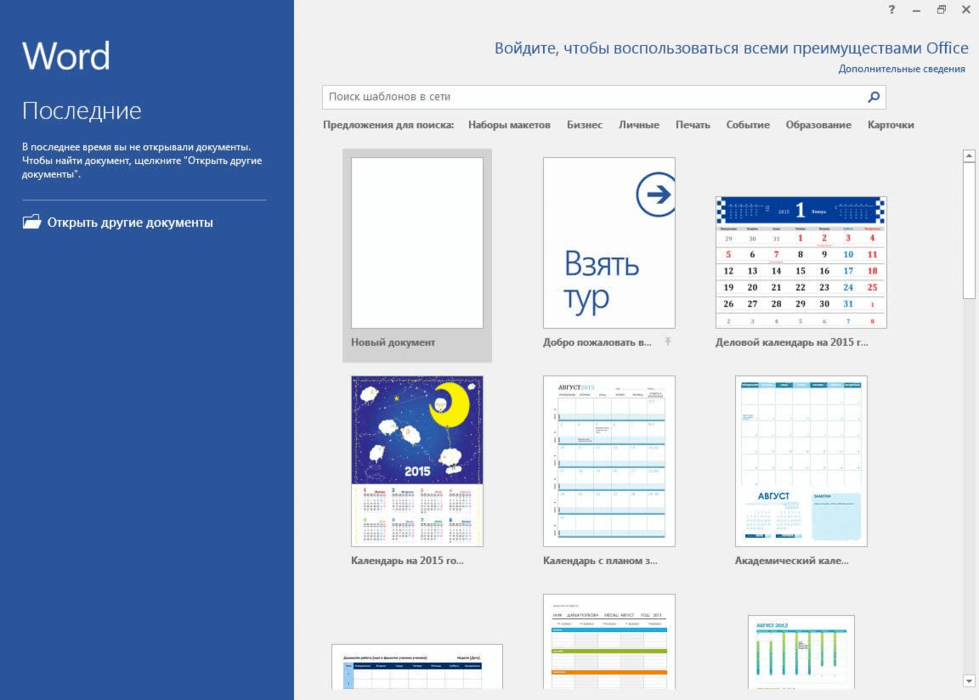 ?
Word
Войдите, чтобы воспользоваться всеми преимуществами Office
Дополнительные сведения
Последние
В последнее время вы не открывали документы.
Чтобы найти документ, щелкните "Открыть другие
документы".
Открыть другие документы
Поиск шаблонов в сети
Предложения для поиска: Наборы макетов Бизнес Личные Печать Событие Образование Карточки
Взять
тур
2015 1 Январь
29 30 31 1 2 3 4
5 6 7 8 9 10 11
12 13 14 15 16 17 18
19 20 21 22 23 24 25
26 27 28 29 30 31 1
2 3 4 5 6 7 8
Новый документ
Добро пожаловать в...
Деловой календарь на 2015 г...
2015
АВГУСТ2015
АВГУСТ
ЗАМЕТКИ
Календарь на 2015 го...
Календарь с планом з...
Академический кале...
АВГУСТ 2012